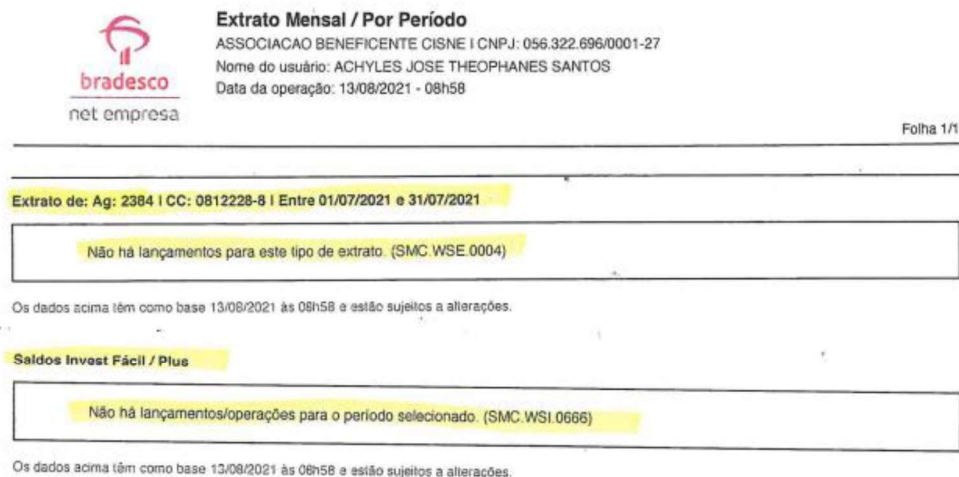 Extrato Mensal / Por Período
ASSOCIACAO BENEFICENTE CISNE | CNPJ: 056.322.696/0001-27
Nome do usuário: ACHYLES JOSE THEOPHANES SANTOS
Data da operação: 13/08/2021 - 08h58
bradesco
net empresa
Folha 1/1
Extrato de: Ag: 2384 | CC: 0812228-8 | Entre 01/07/2021 e 31/07/2021
Não há lançamentos para este tipo de extrato. (SMC.WSE.0004)
Os dados acima têm como base 13/08/2021 às 08h58 e estão sujeitos a alterações.
Saldos Invest Fácil / Plus
Não há lançamentos/operações para o período selecionado. (SMC.WSI.0666)
Os dados acima têm como base 13/08/2021 às 08h58 e estão sujeitos a alterações.